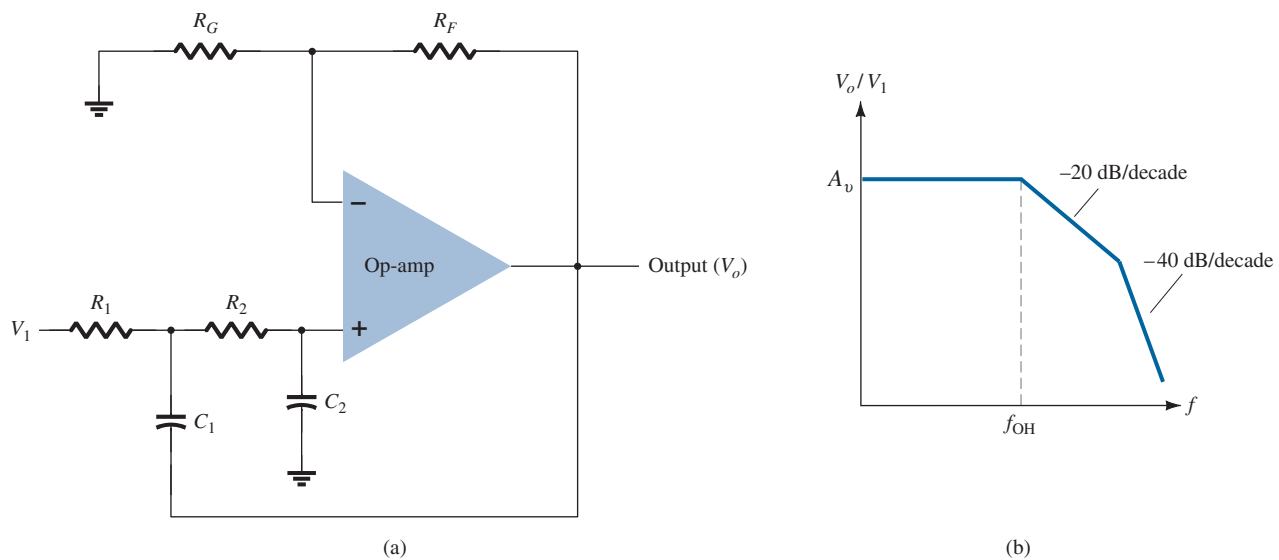 R_G
R_F
−
Op-amp
+
Output (V_o)
R_1
R_2
V_1
C_1
C_2
(a)
V_o / V_1
A_υ
−20 dB/decade
−40 dB/decade
f
f_OH
(b)